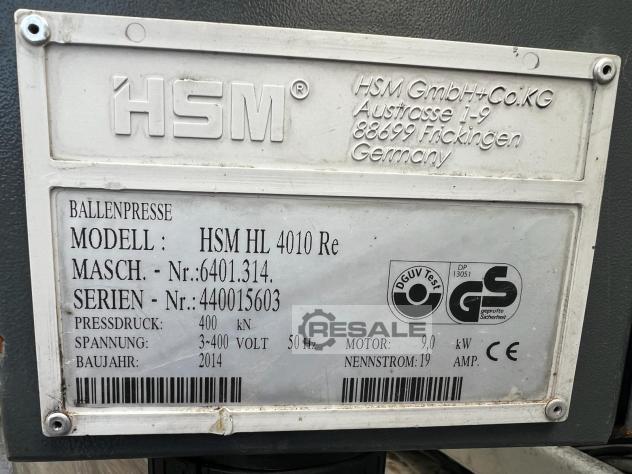 HSM®
HSM GmbH+Co.KG
Austrasse 1-9
88699 Frickingen
Germany
BALLENPRESSE
MODELL : HSM HL 4010 Re
MASCH. - Nr.:6401.314.
SERIEN - Nr.:440015603
PRESSDRUCK: 400 kN
SPANNUNG: 3~400 VOLT 50 Hz MOTOR: 9,0 kW
BAUJAHR: 2014 NENNSTROM: 19 AMP.
DGUV Test
DP
13051
GS
geprüfte
Sicherheit
CE
RESALE